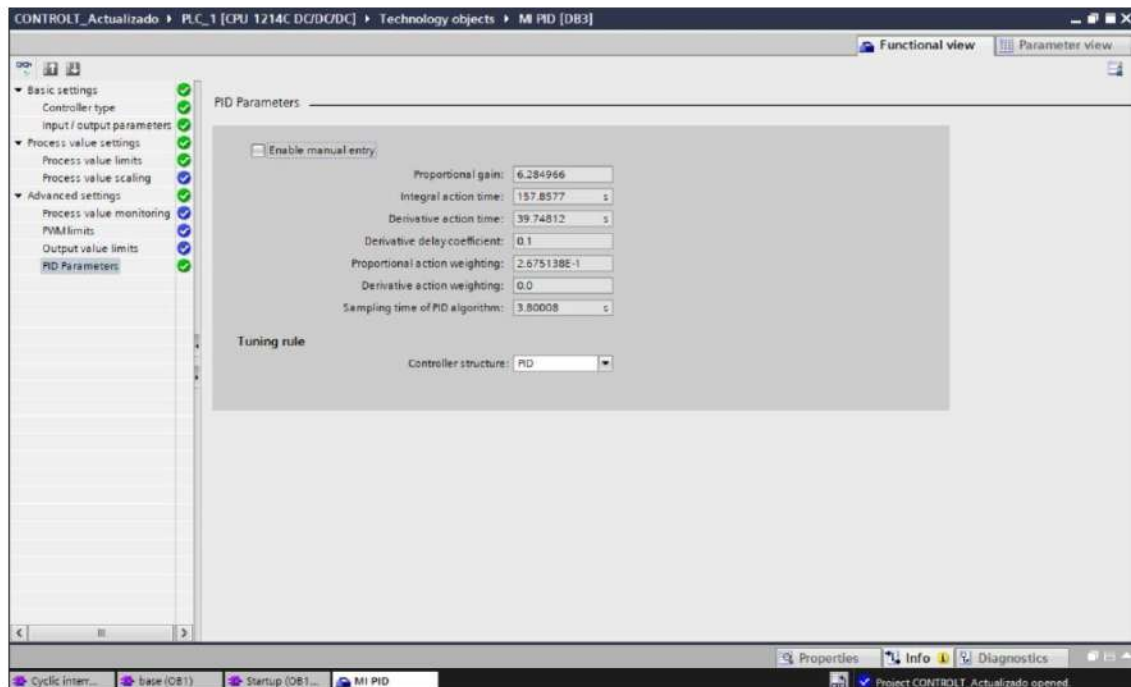 CONTROLT_Actualizado ▸ PLC_1 [CPU 1214C DC/DC/DC] ▸ Technology objects ▸ MI PID [DB3]
Functional view
Parameter view
Basic settings
Controller type
Input / output parameters
Process value settings
Process value limits
Process value scaling
Advanced settings
Process value monitoring
PWM limits
Output value limits
PID Parameters
PID Parameters
Enable manual entry
Proportional gain: 6.284966
Integral action time: 157.8577 s
Derivative action time: 39.74812 s
Derivative delay coefficient: 0.1
Proportional action weighting: 2.675138E-1
Derivative action weighting: 0.0
Sampling time of PID algorithm: 3.80008 s
Tuning rule
Controller structure: PID
Properties
Info
Diagnostics
Cyclic interr...
base (OB1)
Startup (OB1...
MI PID
Project CONTROLT_Actualizado opened.